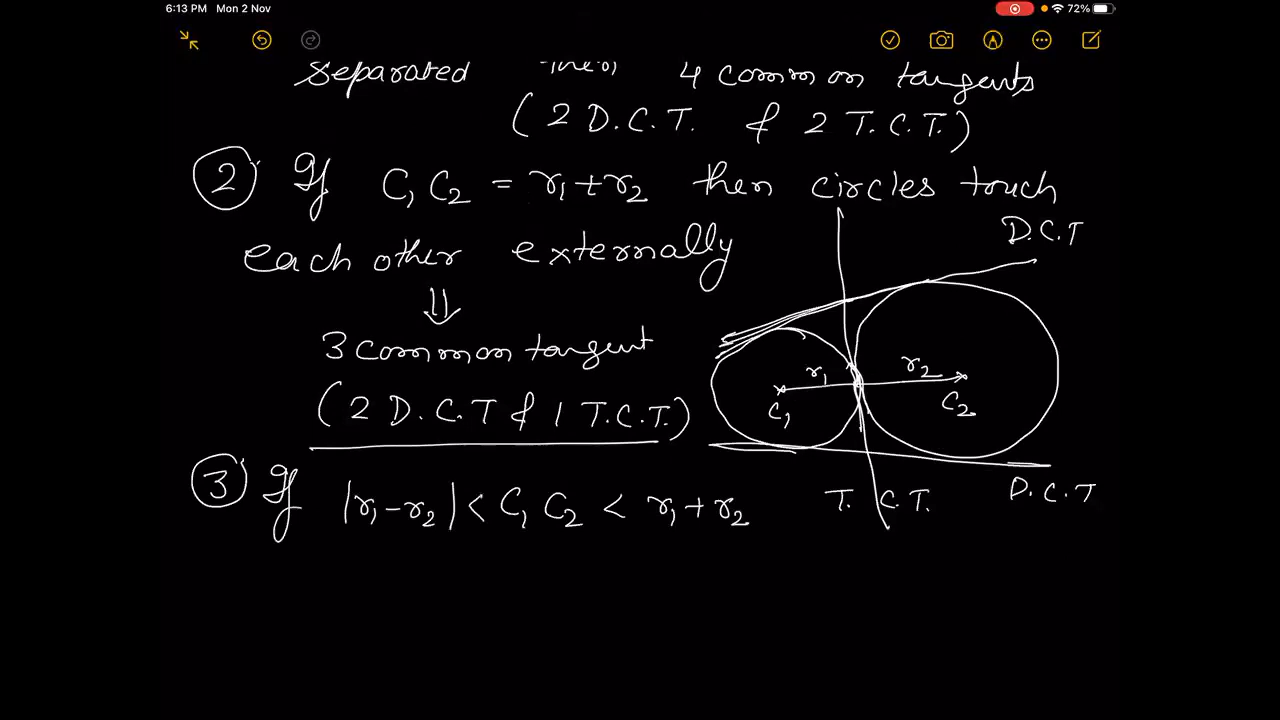 6:13 PM Mon 2 Nov
72%
separated then 4 common tangents
(2 D.C.T. & 2 T.C.T.)
② If C₁C₂ = r₁+r₂ then circles touch
each other externally
⇓
3 common tangent
(2 D.C.T & 1 T.C.T.)
D.C.T
r₁ r₂
C₁ C₂
T.C.T. D.C.T
③ If |r₁-r₂| < C₁C₂ < r₁+r₂